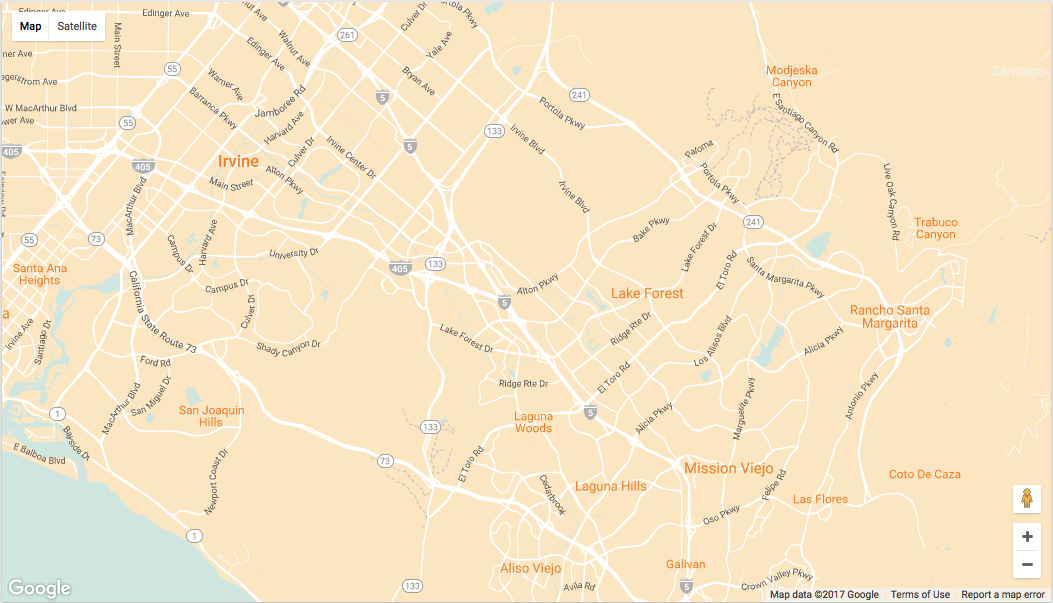 Edinger Ave
Edinger Ave
Map
Satellite
Main Street
Culver Dr
Portola Pkwy
Walnut Ave
261
Yale Ave
Edinger Ave
55
Warner Ave
Bryan Ave
5
241
Modjeska
Canyon
Santiago
Barranca Pkwy
Jamboree Rd
Portola Pkwy
E Santiago Canyon Rd
W MacArthur Blvd
55
Harvard Ave
133
Irvine Blvd
405
405
Irvine
Culver Dr
Irvine Center Dr
5
Paloma
Portola Pkwy
Main Street
Alton Pkwy
Irvine Blvd
Live Oak Canyon Rd
MacArthur Blvd
Harvard Ave
Bake Pkwy
241
Trabuco
Canyon
55
73
Campus Dr
University Dr
Lake Forest Dr
El Toro Rd
405
133
Santa Ana
Heights
Santa Margarita Pkwy
Campus Dr
Alton Pkwy
5
Lake Forest
California State Route 73
Culver Dr
Rancho Santa
Margarita
Irvine Ave
Santiago Dr
Ridge Rte Dr
Los Alisos Blvd
Alicia Pkwy
Shady Canyon Dr
Lake Forest Dr
Ford Rd
Ridge Rte Dr
El Toro Rd
MacArthur Blvd
San Miguel Dr
Antonio Pkwy
Marguerite Pkwy
1
San Joaquin
Hills
Laguna
Woods
5
Alicia Pkwy
133
Bayside Dr
E Balboa Blvd
73
El Toro Rd
Mission Viejo
Coto De Caza
Newport Coast Dr
Cedarbrook
Laguna Hills
Felipe Rd
Las Flores
Oso Pkwy
1
Aliso Viejo
Galivan
133
Avila Rd
5
Crown Valley Pkwy
Google
Map data ©2017 Google
Terms of Use
Report a map error